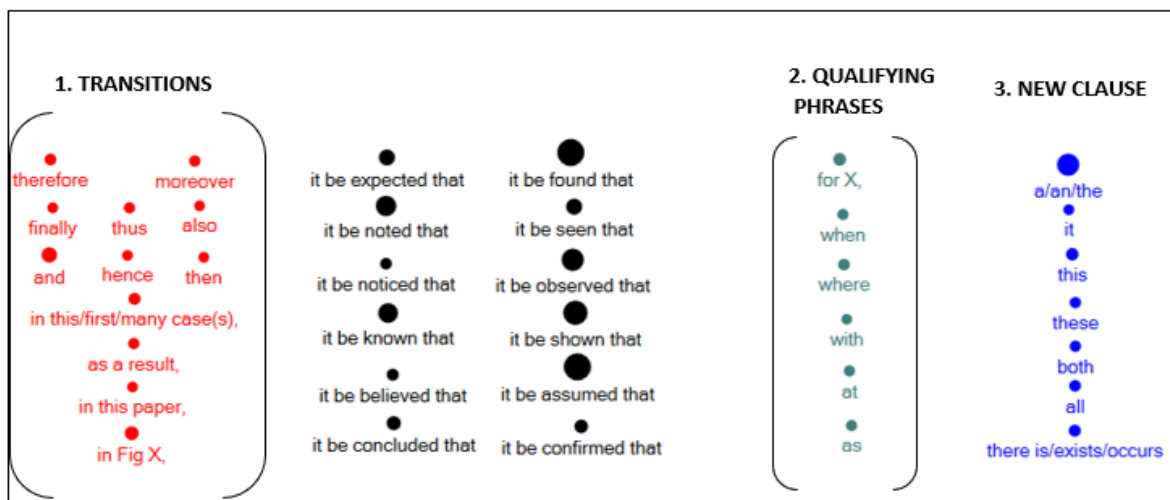 1. TRANSITIONS
therefore
moreover
finally
thus
also
and
hence
then
in this/first/many case(s),
as a result,
in this paper,
in Fig X,
it be expected that
it be found that
it be noted that
it be seen that
it be noticed that
it be observed that
it be known that
it be shown that
it be believed that
it be assumed that
it be concluded that
it be confirmed that
2. QUALIFYING
PHRASES
for X,
when
where
with
at
as
3. NEW CLAUSE
a/an/the
it
this
these
both
all
there is/exists/occurs